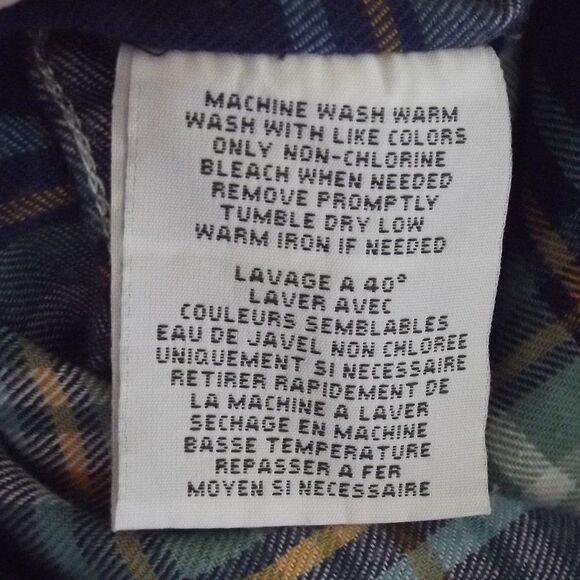 MACHINE WASH WARM
WASH WITH LIKE COLORS
ONLY NON-CHLORINE
BLEACH WHEN NEEDED
REMOVE PROMPTLY
TUMBLE DRY LOW
WARM IRON IF NEEDED
LAVAGE A 40°
LAVER AVEC
COULEURS SEMBLABLES
EAU DE JAVEL NON CHLOREE
UNIQUEMENT SI NECESSAIRE
RETIRER RAPIDEMENT DE
LA MACHINE A LAVER
SECHAGE EN MACHINE
BASSE TEMPERATURE
REPASSER A FER
MOYEN SI NECESSAIRE